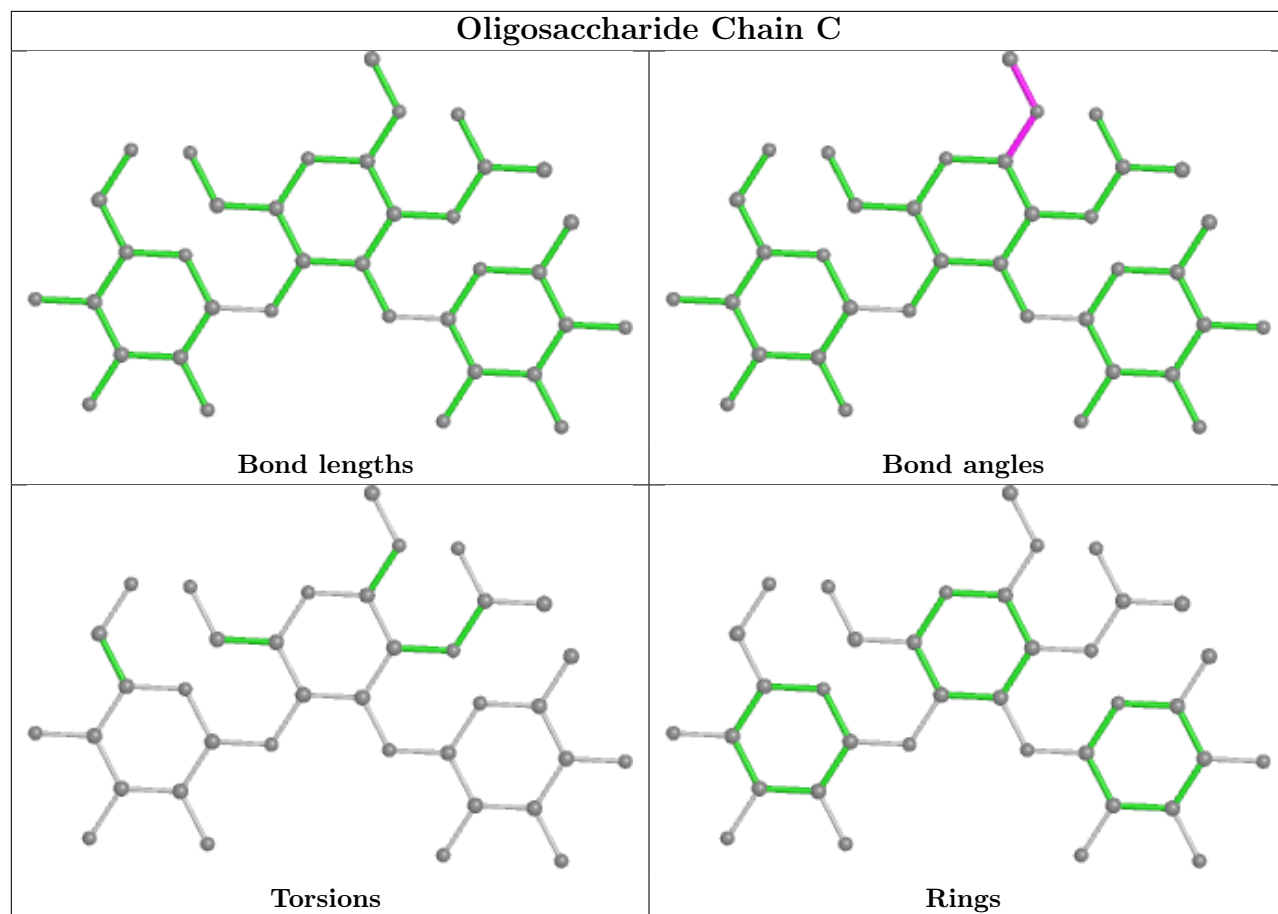 Oligosaccharide Chain C
Bond lengths
Bond angles
Torsions
Rings